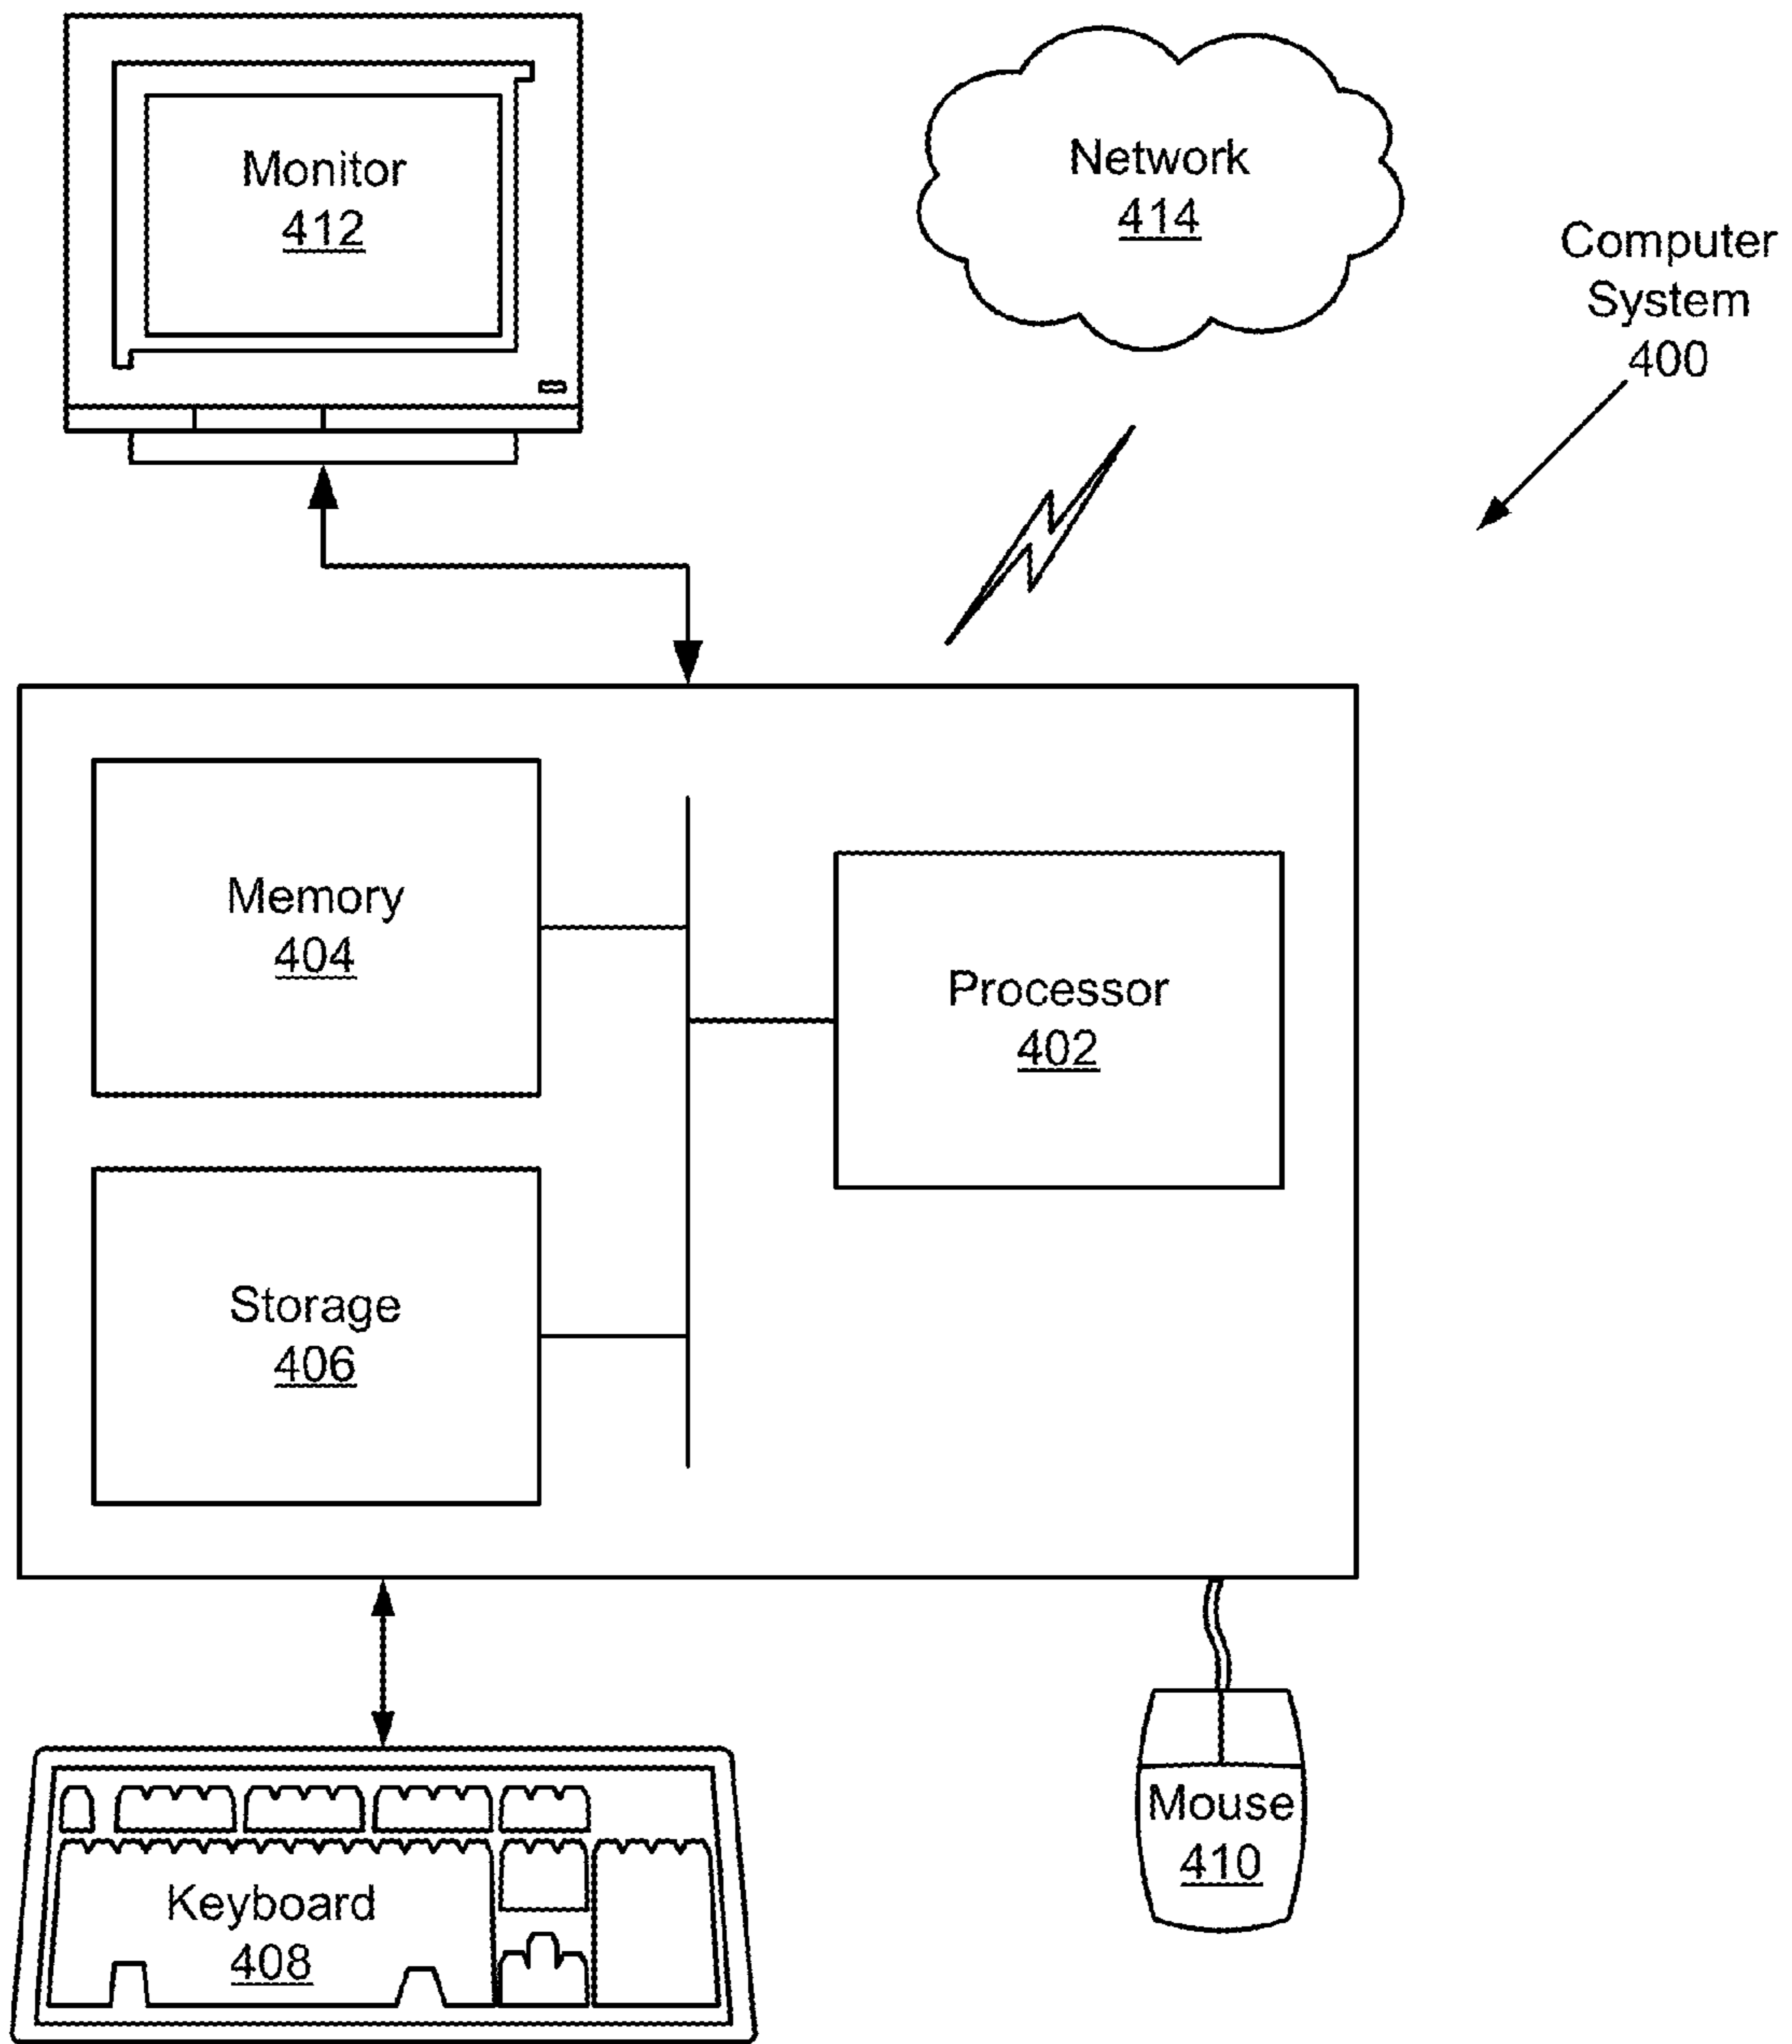 Monitor
412
Network
414
Computer
System
400
Memory
404
Processor
402
Storage
406
Keyboard
408
Mouse
410